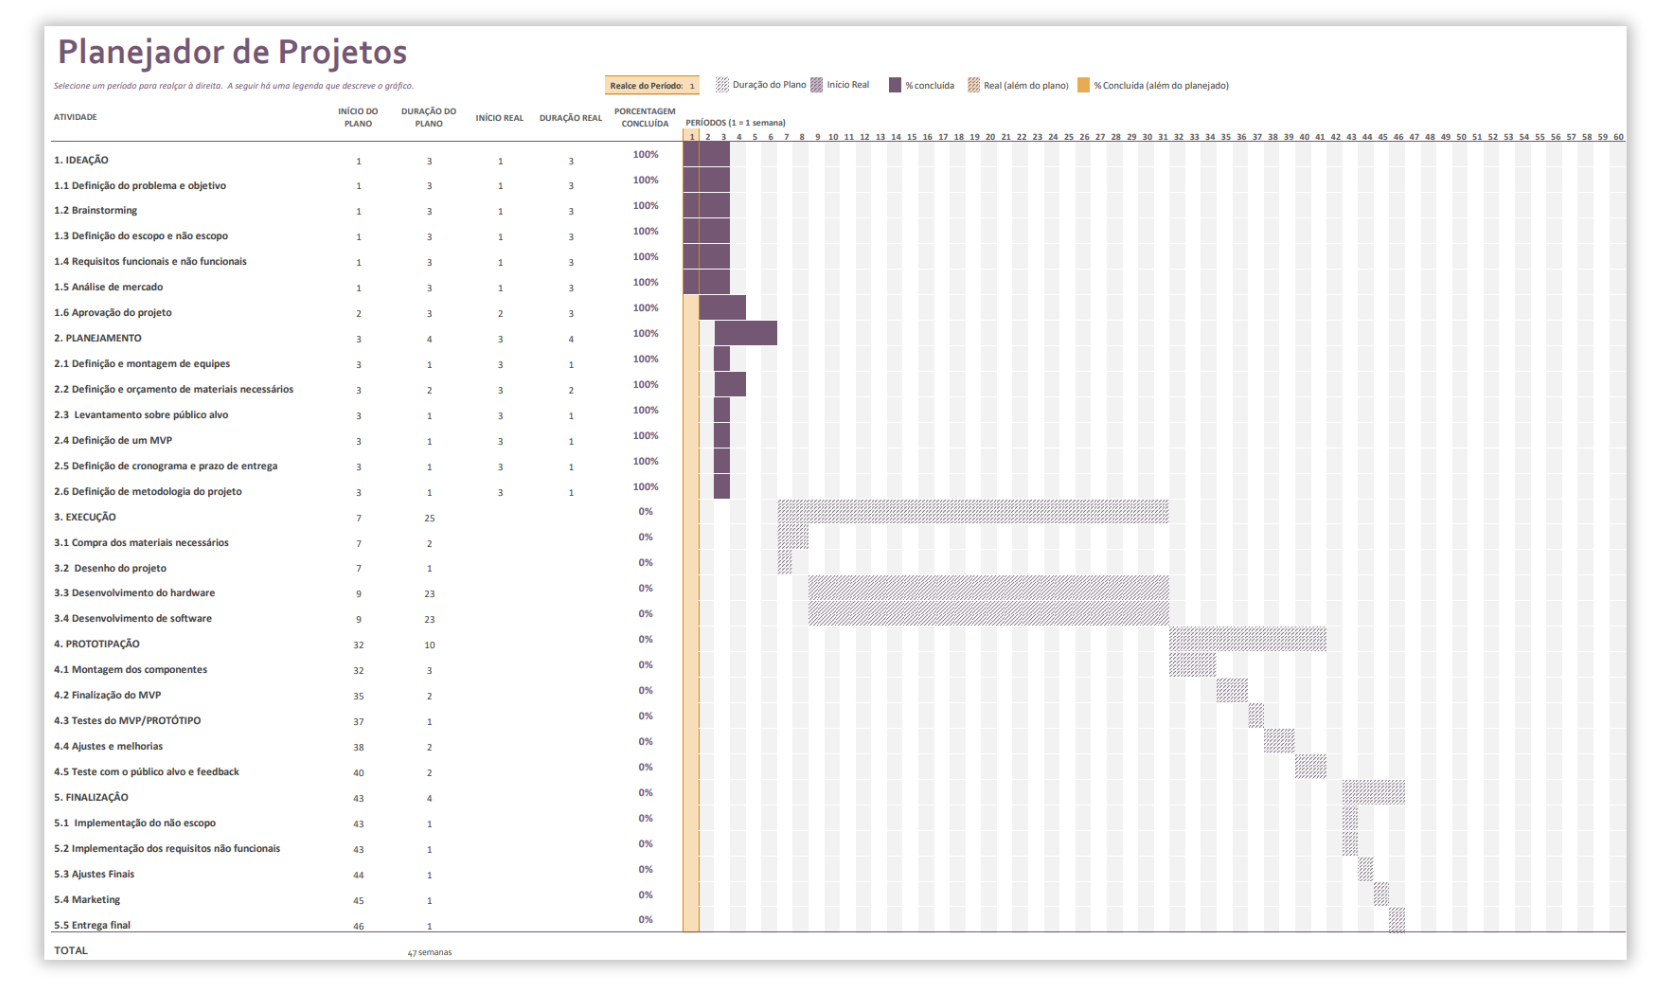 Planejador de Projetos
Selecione um período para realçar à direita. A seguir há uma legenda que descreve o gráfico.
Realce do Período: 1 Duração do Plano Início Real % concluída Real (além do plano) % Concluída (além do planejado)
ATIVIDADE INÍCIO DO PLANO DURAÇÃO DO PLANO INÍCIO REAL DURAÇÃO REAL PORCENTAGEM CONCLUÍDA PERÍODOS (1 = 1 semana)
1 2 3 4 5 6 7 8 9 10 11 12 13 14 15 16 17 18 19 20 21 22 23 24 25 26 27 28 29 30 31 32 33 34 35 36 37 38 39 40 41 42 43 44 45 46 47 48 49 50 51 52 53 54 55 56 57 58 59 60
1. IDEAÇÃO 1 3 1 3 100%
1.1 Definição do problema e objetivo 1 3 1 3 100%
1.2 Brainstorming 1 3 1 3 100%
1.3 Definição do escopo e não escopo 1 3 1 3 100%
1.4 Requisitos funcionais e não funcionais 1 3 1 3 100%
1.5 Análise de mercado 1 3 1 3 100%
1.6 Aprovação do projeto 2 3 2 3 100%
2. PLANEJAMENTO 3 4 3 4 100%
2.1 Definição e montagem de equipes 3 1 3 1 100%
2.2 Definição e orçamento de materiais necessários 3 2 3 2 100%
2.3 Levantamento sobre público alvo 3 1 3 1 100%
2.4 Definição de um MVP 3 1 3 1 100%
2.5 Definição de cronograma e prazo de entrega 3 1 3 1 100%
2.6 Definição de metodologia do projeto 3 1 3 1 100%
3. EXECUÇÃO 7 25 0%
3.1 Compra dos materiais necessários 7 2 0%
3.2 Desenho do projeto 7 1 0%
3.3 Desenvolvimento do hardware 9 23 0%
3.4 Desenvolvimento de software 9 23 0%
4. PROTOTIPAÇÃO 32 10 0%
4.1 Montagem dos componentes 32 3 0%
4.2 Finalização do MVP 35 2 0%
4.3 Testes do MVP/PROTÓTIPO 37 1 0%
4.4 Ajustes e melhorias 38 2 0%
4.5 Teste com o público alvo e feedback 40 2 0%
5. FINALIZAÇÃO 43 4 0%
5.1 Implementação do não escopo 43 1 0%
5.2 Implementação dos requisitos não funcionais 43 1 0%
5.3 Ajustes Finais 44 1 0%
5.4 Marketing 45 1 0%
5.5 Entrega final 46 1 0%
TOTAL 47 semanas